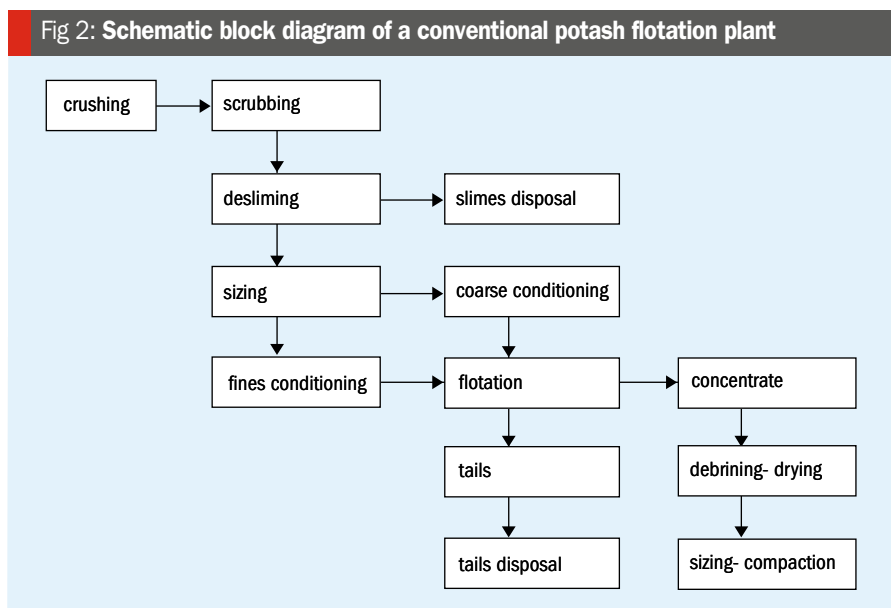 Fig 2: Schematic block diagram of a conventional potash flotation plant
crushing
scrubbing
desliming
slimes disposal
sizing
coarse conditioning
fines conditioning
flotation
concentrate
tails
debrining- drying
tails disposal
sizing- compaction